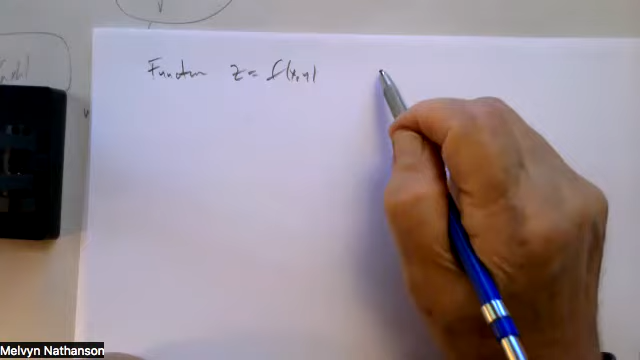 Function z = f(x,y)
Melvyn Nathanson